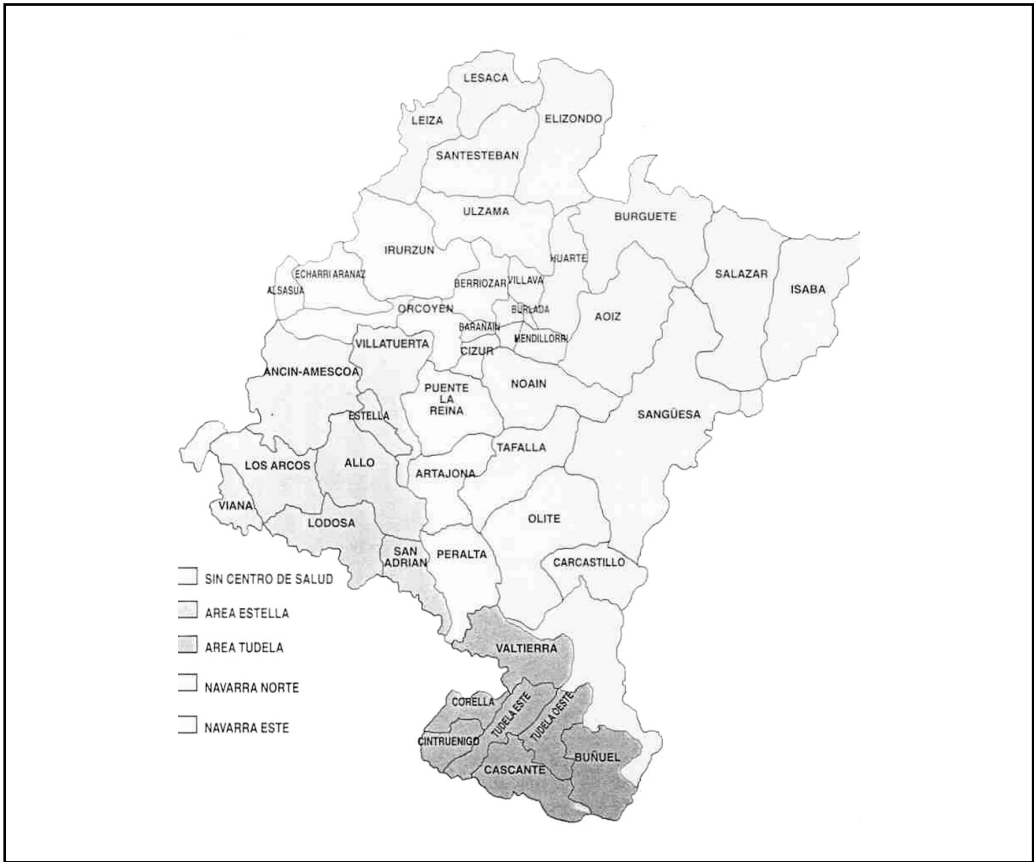 LESACA
LEIZA
ELIZONDO
SANTESTEBAN
ULZAMA
BURGUETE
IRURZUN
HUARTE
SALAZAR
ECHARRI ARANAZ
BERRIOZAR
VILLAVA
ISABA
ALSASUA
ORCOYEN
BURLADA
AOIZ
BARAÑAIN
MENDILLORRI
VILLATUERTA
CIZUR
ANCIN-AMESCOA
NOAIN
PUENTE
LA
REINA
ESTELLA
SANGÜESA
TAFALLA
LOS ARCOS
ALLO
ARTAJONA
VIANA
LODOSA
OLITE
SAN
ADRIAN
PERALTA
CARCASTILLO
SIN CENTRO DE SALUD
AREA ESTELLA
AREA TUDELA
NAVARRA NORTE
NAVARRA ESTE
VALTIERRA
CORELLA
TUDELA ESTE
TUDELA OESTE
CINTRUENIGO
CASCANTE
BUÑUEL